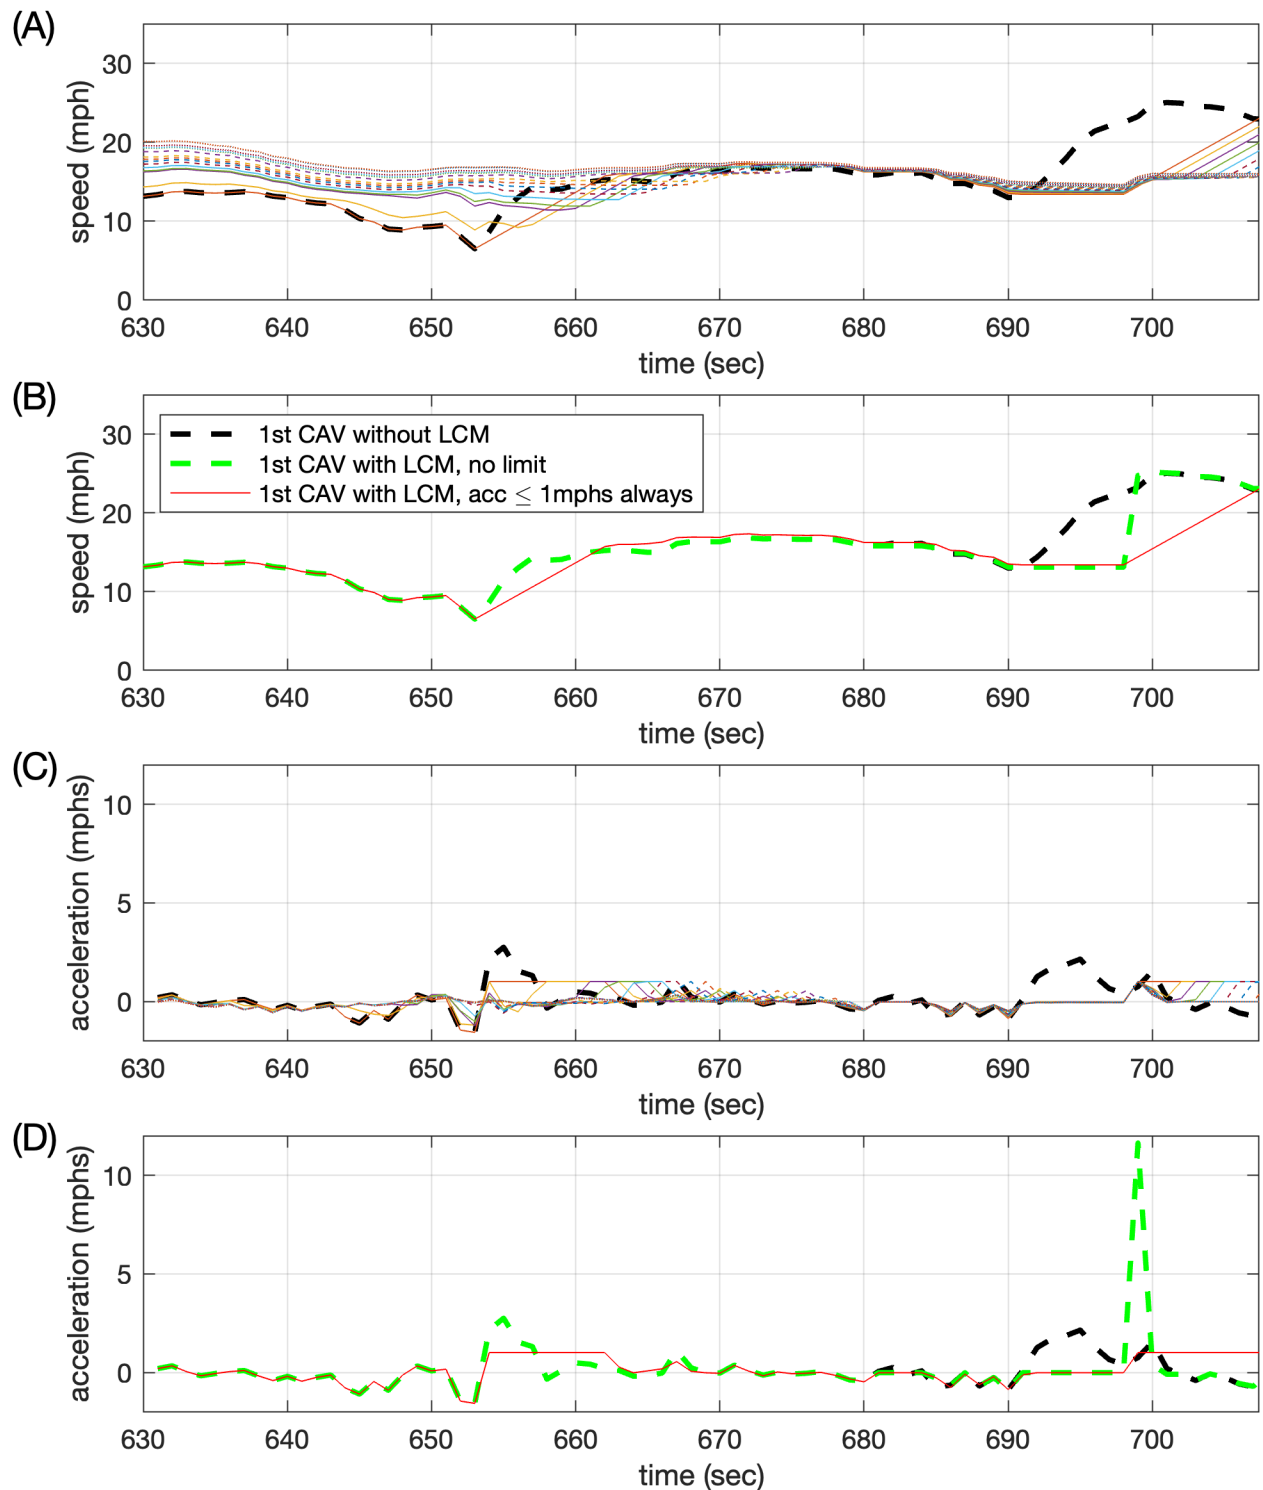 (A)
speed (mph)
30
20
10
0
630 640 650 660 670 680 690 700
time (sec)
(B)
speed (mph)
30
20
10
0
1st CAV without LCM
1st CAV with LCM, no limit
1st CAV with LCM, acc ≤ 1mphs always
630 640 650 660 670 680 690 700
time (sec)
(C)
acceleration (mphs)
10
5
0
630 640 650 660 670 680 690 700
time (sec)
(D)
acceleration (mphs)
10
5
0
630 640 650 660 670 680 690 700
time (sec)